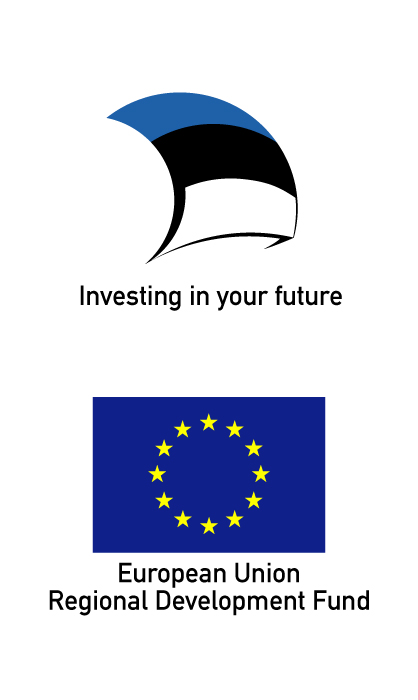 Investing in your future
European Union
Regional Development Fund